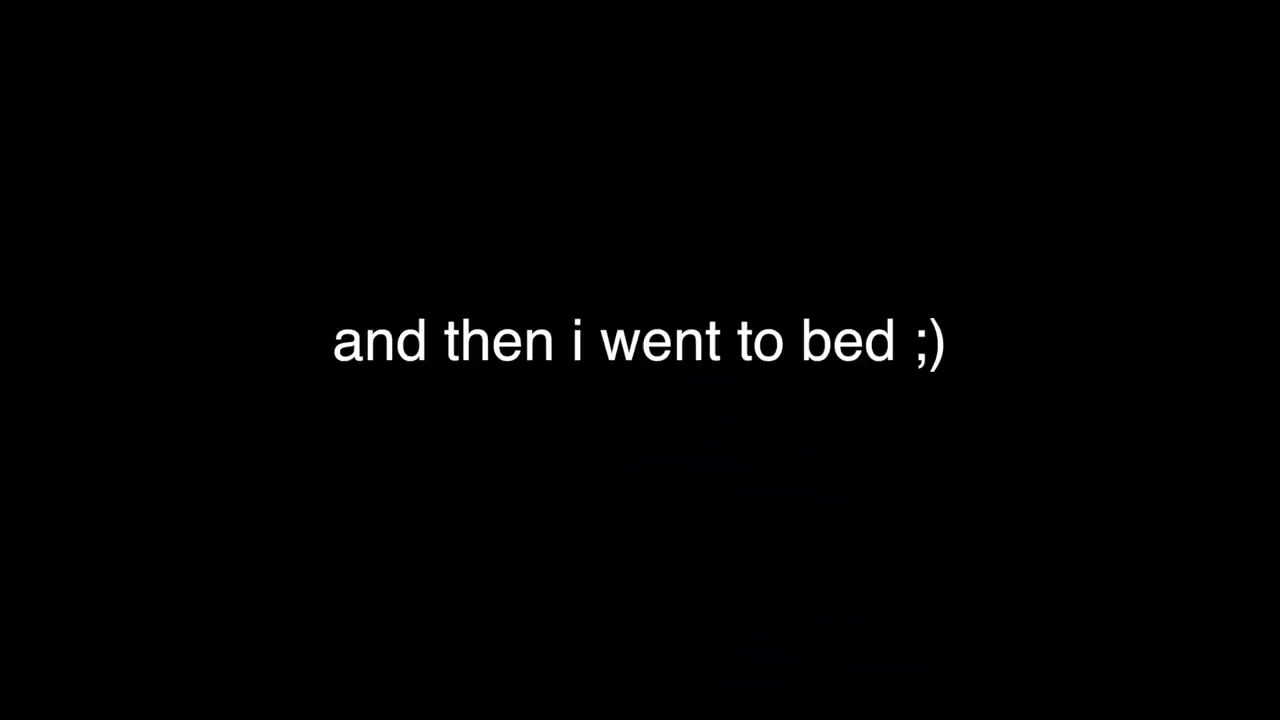 and then i went to bed ;)